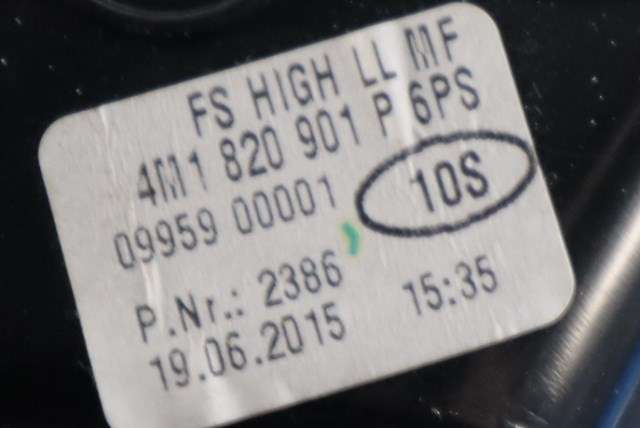 FS HIGH LL MF
4M1 820 901 P 6PS
09959 00001 10S
P.Nr.: 2386
19.06.2015 15:35